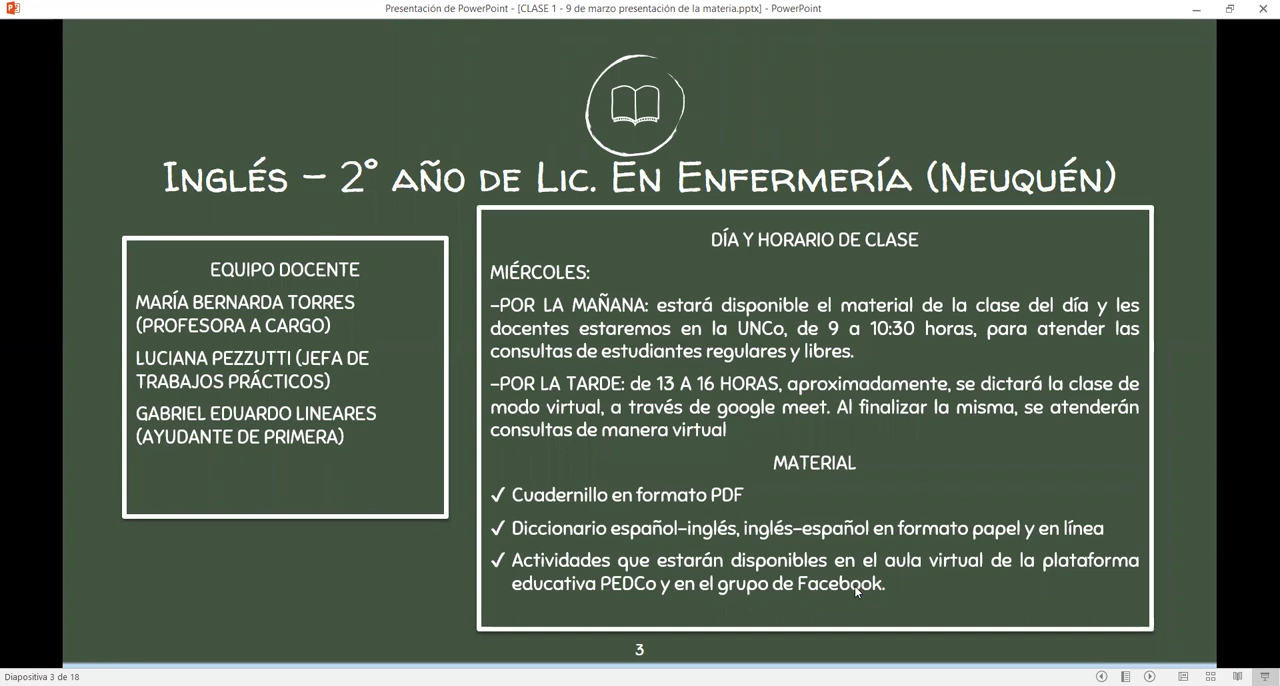 Presentación de PowerPoint - [CLASE 1 - 9 de marzo presentación de la materia.pptx] - PowerPoint
Inglés – 2° año de Lic. En Enfermería (Neuquén)
EQUIPO DOCENTE
MARÍA BERNARDA TORRES
(PROFESORA A CARGO)
LUCIANA PEZZUTTI (JEFA DE
TRABAJOS PRÁCTICOS)
GABRIEL EDUARDO LINEARES
(AYUDANTE DE PRIMERA)
DÍA Y HORARIO DE CLASE
MIÉRCOLES:
-POR LA MAÑANA: estará disponible el material de la clase del día y les
docentes estaremos en la UNCo, de 9 a 10:30 horas, para atender las
consultas de estudiantes regulares y libres.
-POR LA TARDE: de 13 A 16 HORAS, aproximadamente, se dictará la clase de
modo virtual, a través de google meet. Al finalizar la misma, se atenderán
consultas de manera virtual
MATERIAL
✓ Cuadernillo en formato PDF
✓ Diccionario español-inglés, inglés-español en formato papel y en línea
✓ Actividades que estarán disponibles en el aula virtual de la plataforma
educativa PEDCo y en el grupo de Facebook.
3
Diapositiva 3 de 18